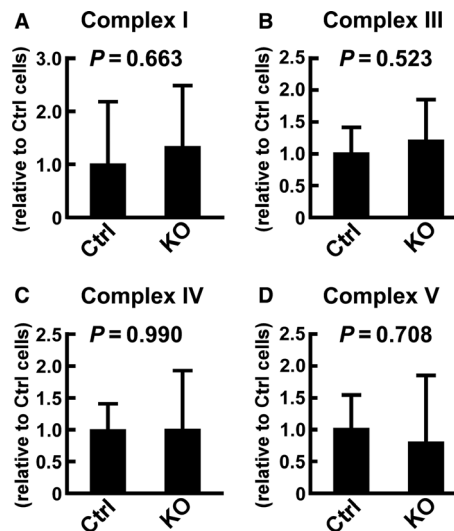 A Complex I
P = 0.663
(relative to Ctrl cells)
3.0
2.0
1.0
0
Ctrl
KO
B Complex III
P = 0.523
(relative to Ctrl cells)
2.5
2.0
1.5
1.0
0.5
0
Ctrl
KO
C Complex IV
P = 0.990
(relative to Ctrl cells)
2.5
2.0
1.5
1.0
0.5
0
Ctrl
KO
D Complex V
P = 0.708
(relative to Ctrl cells)
2.5
2.0
1.5
1.0
0.5
0
Ctrl
KO